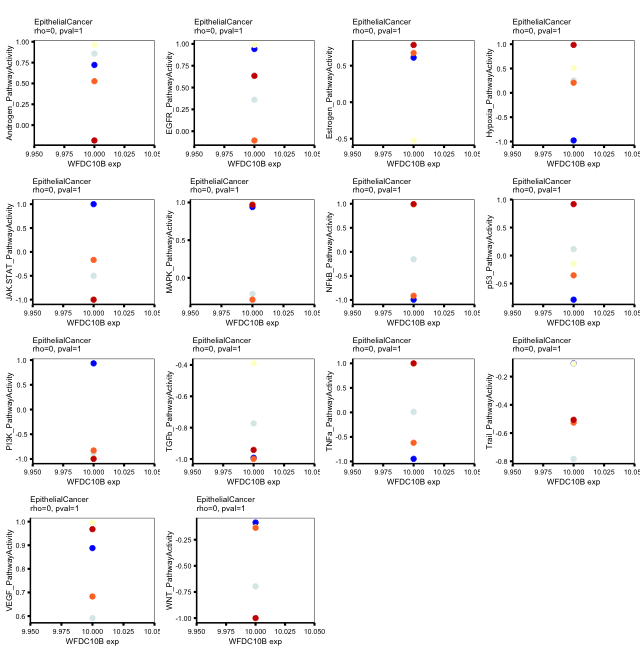 EpithelialCancer
rho=0, pval=1
Androgen_PathwayActivity
1.00
0.75
0.50
0.25
0.00
9.950 9.975 10.000 10.025 10.05
WFDC10B exp
EpithelialCancer
rho=0, pval=1
EGFR_PathwayActivity
1.00
0.75
0.50
0.25
0.00
9.950 9.975 10.000 10.025 10.05
WFDC10B exp
EpithelialCancer
rho=0, pval=1
Estrogen_PathwayActivity
0.5
0.0
-0.5
9.950 9.975 10.000 10.025 10.05
WFDC10B exp
EpithelialCancer
rho=0, pval=1
Hypoxia_PathwayActivity
1.0
0.5
0.0
-0.5
-1.0
9.950 9.975 10.000 10.025 10.05
WFDC10B exp
EpithelialCancer
rho=0, pval=1
JAK.STAT_PathwayActivity
1.0
0.5
0.0
-0.5
-1.0
9.950 9.975 10.000 10.025 10.05
WFDC10B exp
EpithelialCancer
rho=0, pval=1
MAPK_PathwayActivity
1.0
0.5
0.0
9.950 9.975 10.000 10.025 10.050
WFDC10B exp
EpithelialCancer
rho=0, pval=1
NFkB_PathwayActivity
1.0
0.5
0.0
-0.5
-1.0
9.950 9.975 10.000 10.025 10.05
WFDC10B exp
EpithelialCancer
rho=0, pval=1
p53_PathwayActivity
0.5
0.0
-0.5
9.950 9.975 10.000 10.025 10.05
WFDC10B exp
EpithelialCancer
rho=0, pval=1
PI3K_PathwayActivity
1.0
0.5
0.0
-0.5
-1.0
9.950 9.975 10.000 10.025 10.05
WFDC10B exp
EpithelialCancer
rho=0, pval=1
TGFb_PathwayActivity
-0.4
-0.6
-0.8
-1.0
9.950 9.975 10.000 10.025 10.05
WFDC10B exp
EpithelialCancer
rho=0, pval=1
TNFa_PathwayActivity
1.0
0.5
0.0
-0.5
-1.0
9.950 9.975 10.000 10.025 10.05
WFDC10B exp
EpithelialCancer
rho=0, pval=1
Trail_PathwayActivity
-0.2
-0.4
-0.6
-0.8
9.950 9.975 10.000 10.025 10.05
WFDC10B exp
EpithelialCancer
rho=0, pval=1
VEGF_PathwayActivity
1.0
0.9
0.8
0.7
0.6
9.950 9.975 10.000 10.025 10.05
WFDC10B exp
EpithelialCancer
rho=0, pval=1
WNT_PathwayActivity
-0.25
-0.50
-0.75
-1.00
9.950 9.975 10.000 10.025 10.050
WFDC10B exp